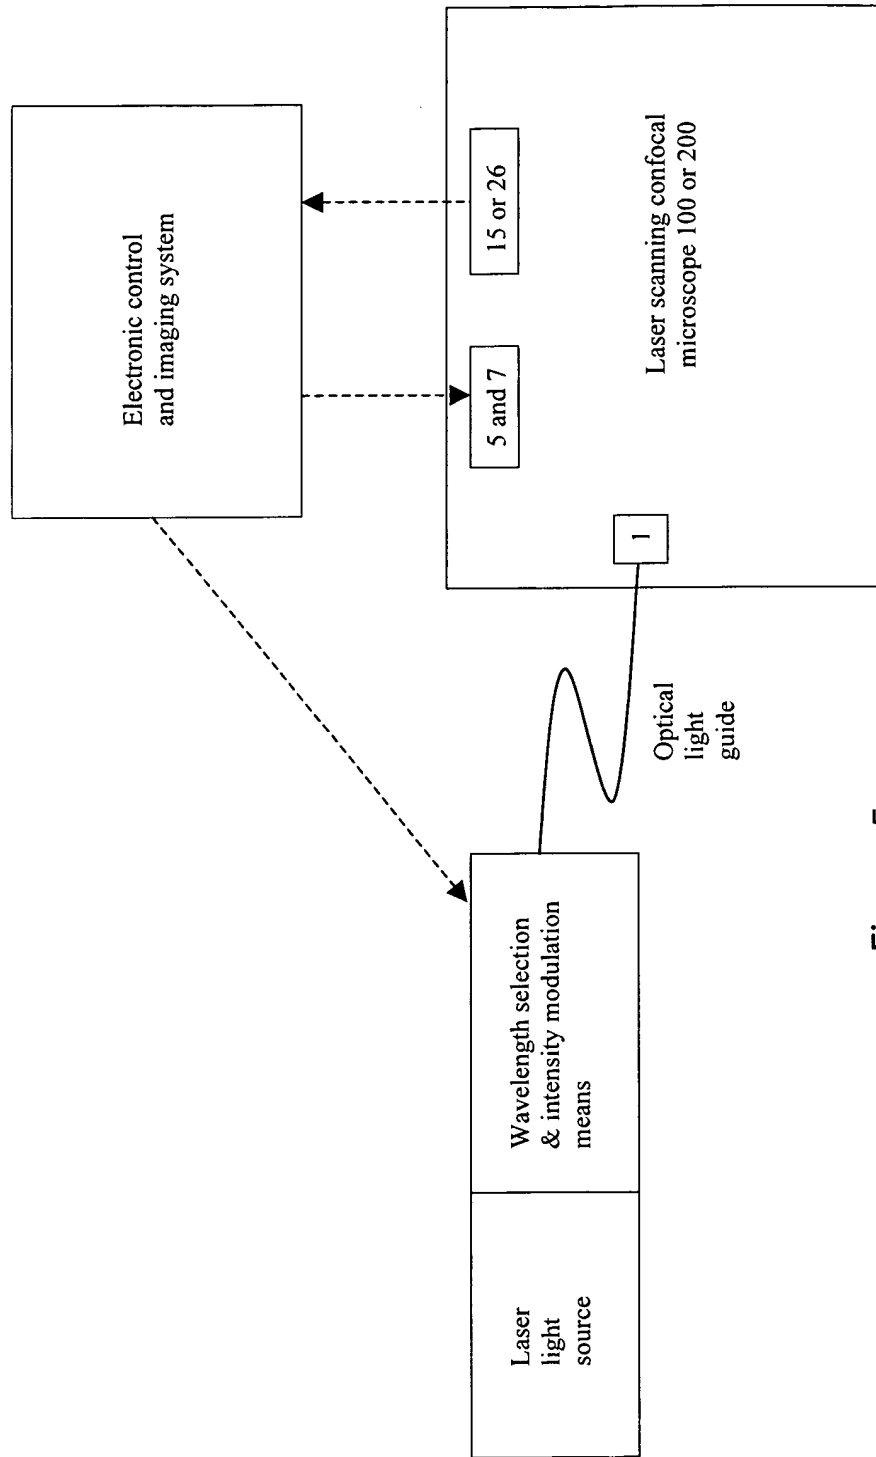 Electronic control
and imaging system
5 and 7
15 or 26
Laser
light
source
Wavelength selection
& intensity modulation
means
1
Optical
light
guide
Laser scanning confocal
microscope 100 or 200